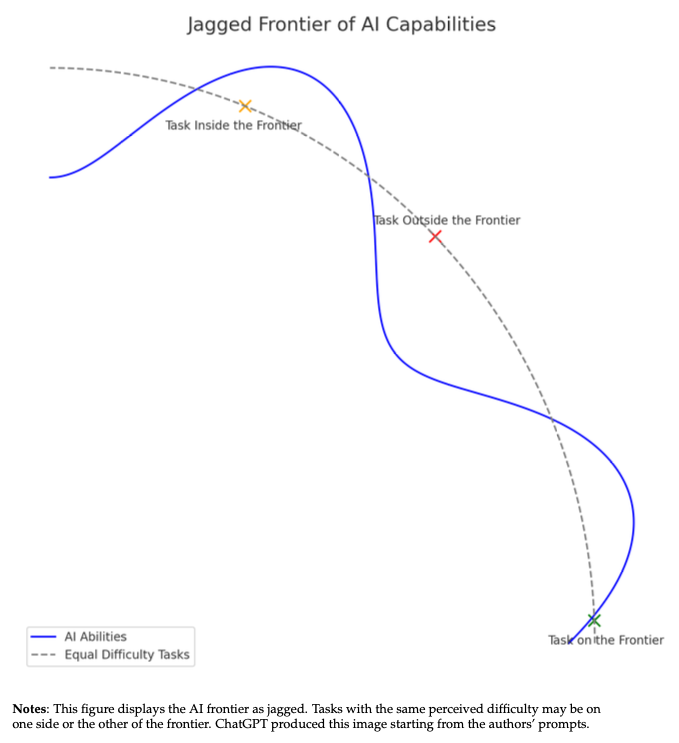 Jagged Frontier of AI Capabilities
Task Inside the Frontier
Task Outside the Frontier
Task on the Frontier
AI Abilities
Equal Difficulty Tasks
Notes: This figure displays the AI frontier as jagged. Tasks with the same perceived difficulty may be on
one side or the other of the frontier. ChatGPT produced this image starting from the authors’ prompts.